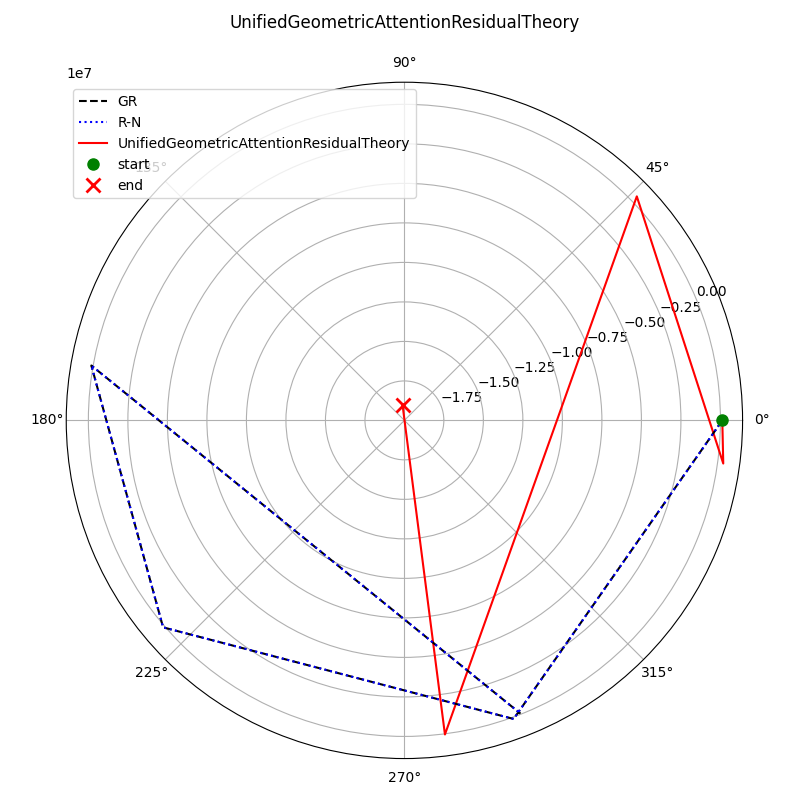 UnifiedGeometricAttentionResidualTheory
90°
1e7
GR
R-N
UnifiedGeometricAttentionResidualTheory
start
end
135°
45°
0.00
−0.25
−0.50
−0.75
−1.00
−1.25
−1.50
−1.75
180°
0°
225°
315°
270°